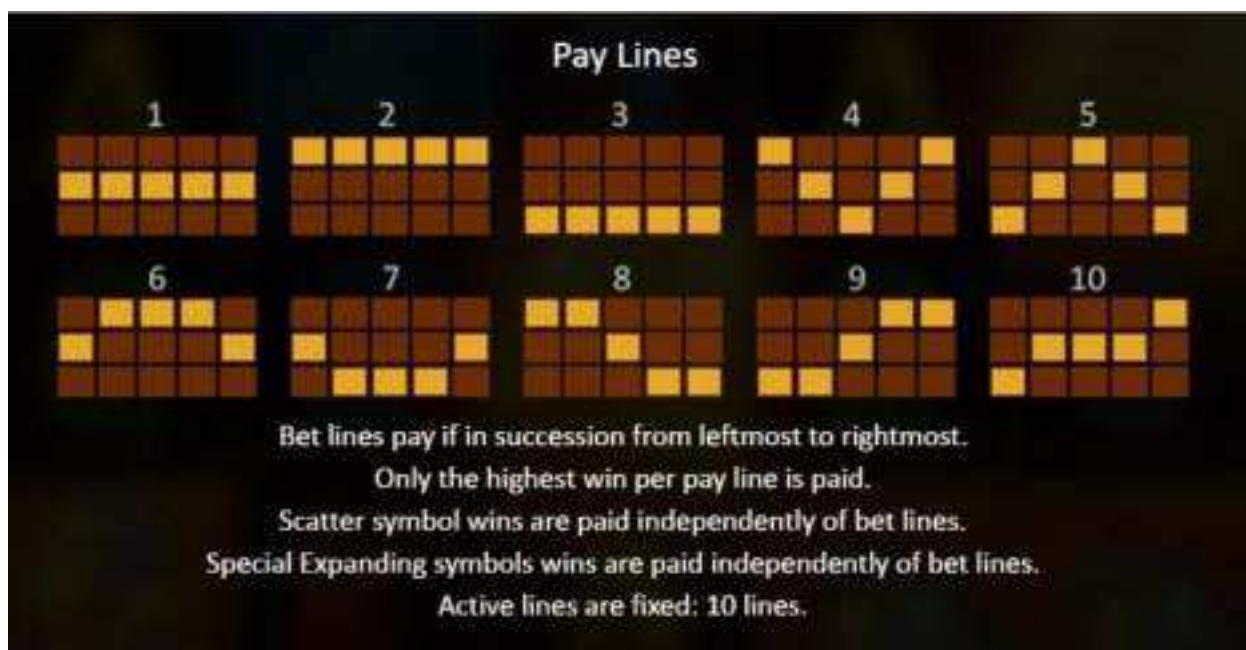 Pay Lines
1 2 3 4 5
6 7 8 9 10
Bet lines pay if in succession from leftmost to rightmost.
Only the highest win per pay line is paid.
Scatter symbol wins are paid independently of bet lines.
Special Expanding symbols wins are paid independently of bet lines.
Active lines are fixed: 10 lines.